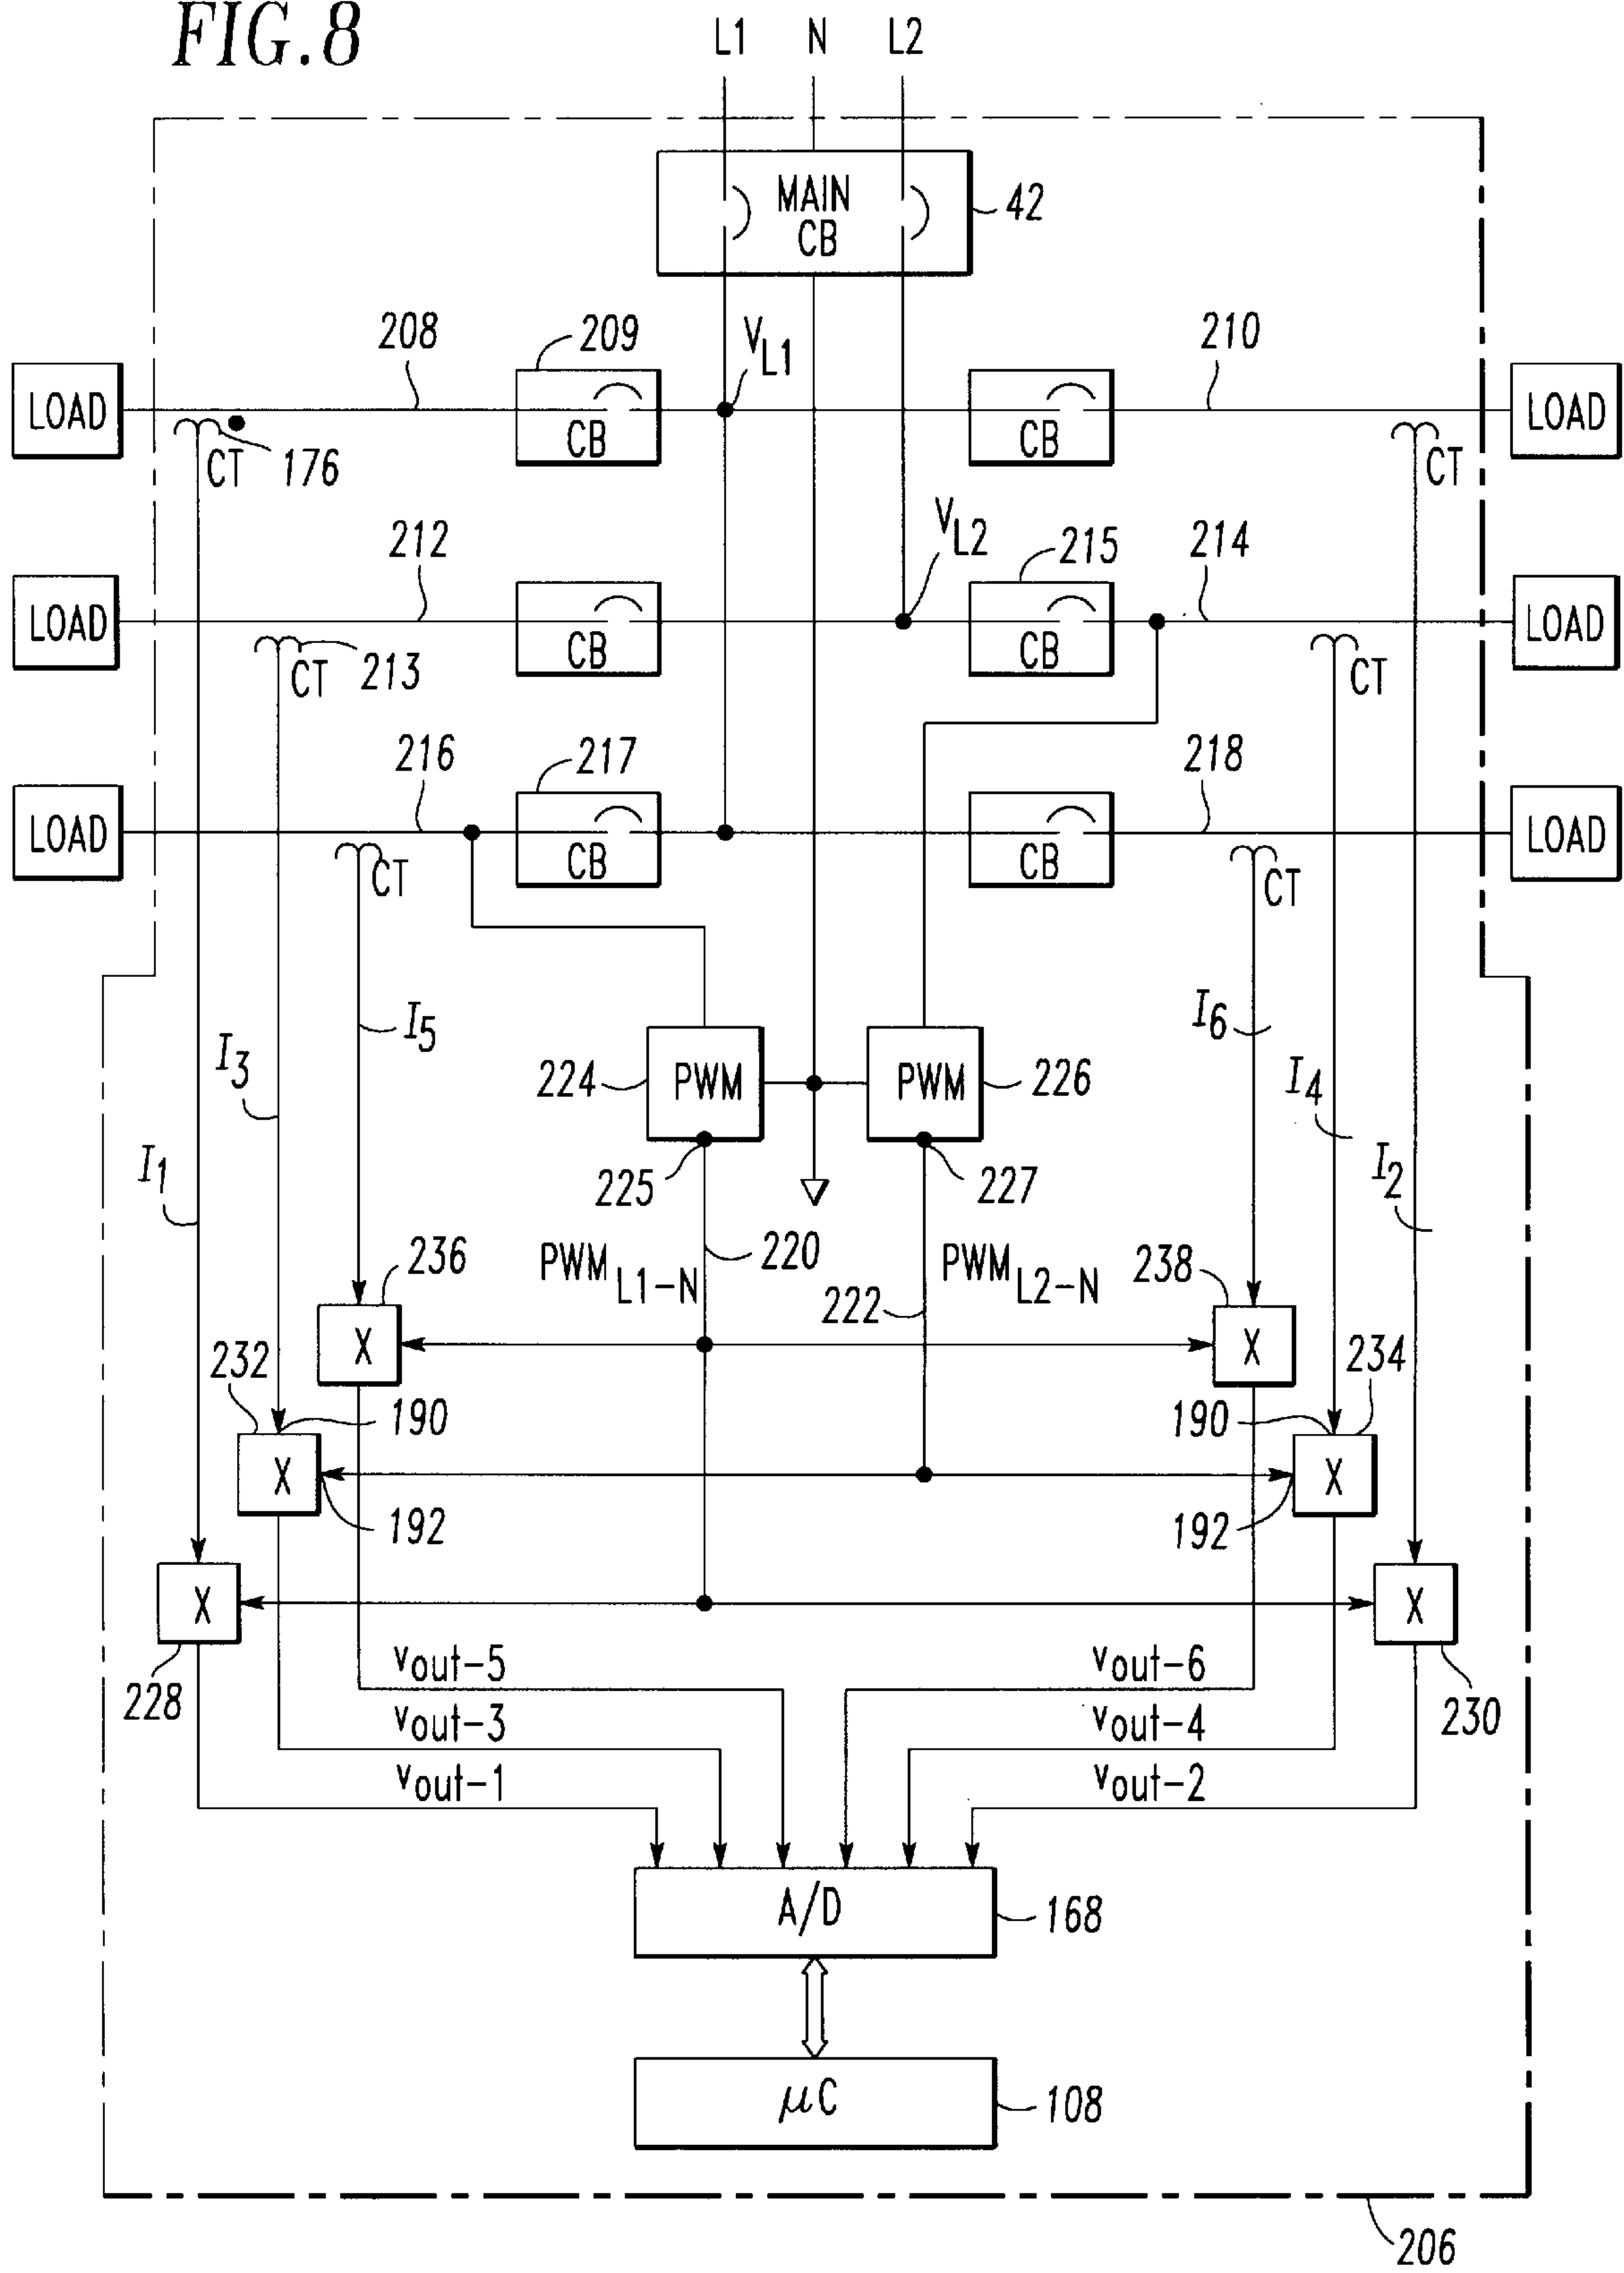 FIG. 8
L1 N L2
MAIN
CB
42
208
209
VL1
210
LOAD
CB
CB
LOAD
CT
176
CT
212
VL2
215
214
LOAD
CB
CB
LOAD
CT
213
CT
216
217
218
LOAD
CB
CB
LOAD
CT
CT
I5
I6
I3
224
PWM
PWM
226
I4
I1
225
227
I2
236
PWML1-N
220
PWML2-N
238
222
X
X
232
234
190
190
X
X
192
192
X
X
228
230
vout-5
vout-6
vout-3
vout-4
vout-1
vout-2
A/D
168
μC
108
206